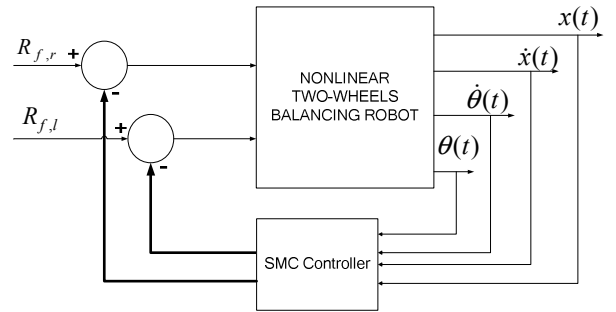 x(t)
R_{f,r}
+
-
NONLINEAR
TWO-WHEELS
BALANCING ROBOT
ẋ(t)
θ̇(t)
R_{f,l}
+
-
θ(t)
SMC Controller